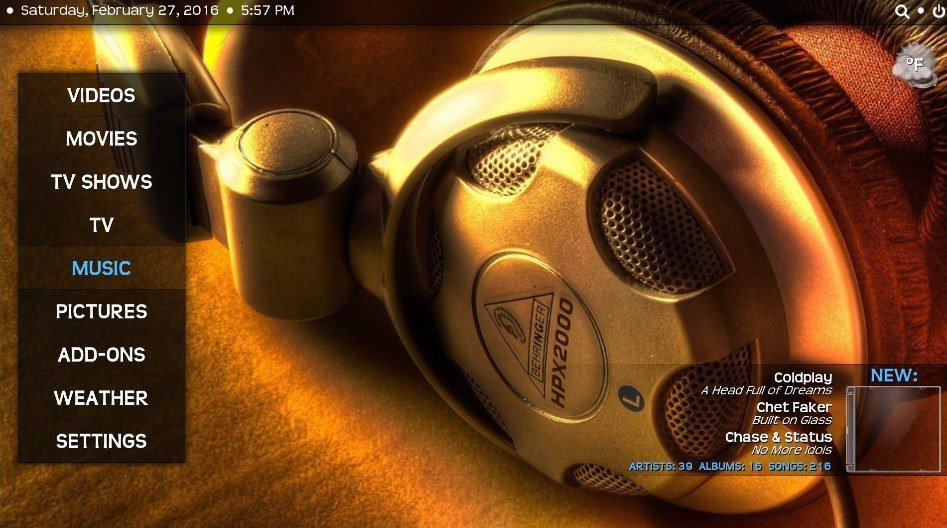 • Saturday, February 27, 2016 • 5:57 PM
°F
VIDEOS
MOVIES
TV SHOWS
TV
MUSIC
PICTURES
ADD-ONS
WEATHER
SETTINGS
BEHRINGER
HPX2000
L
NEW:
Coldplay
A Head Full of Dreams
Chet Faker
Built on Glass
Chase & Status
No More Idols
ARTISTS: 39 ALBUMS: 16 SONGS: 216